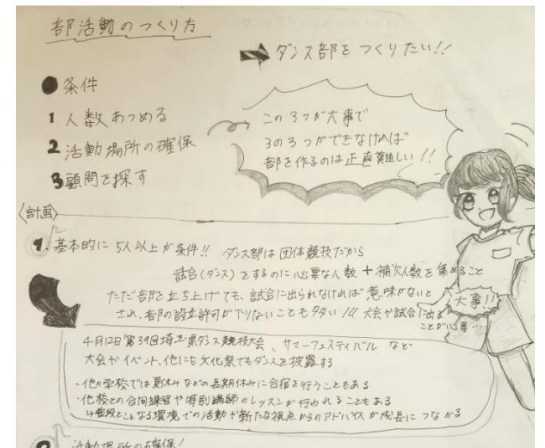 部活動のつくり方
➡ ダンス部をつくりたい!!
● 条件
1 人数あつめる
2 活動場所の確保
3 顧問を探す
この3つが大事で
3の3つができなければ
部を作るのは正直難しい!!
〈計画〉
1. 基本的に5人以上が条件!! ダンス部は団体競技だから
試合(ダンス)をするのに必要な人数+補欠人数を集めること
ただ部を立ち上げても、試合に出られなければ意味がないと
され、部の設立許可が下りないことも多い!!! 大会や試合に出る
ことが
大事!!
4月12日第39回埼玉県ダンス競技大会、サマーフェスティバル など
大会やイベント、他にも文化祭でもダンスを披露する
・他の学校では夏休みなどの長期休みに合宿を行うこともある
・他校との合同練習や特別講師のレッスンが行われることもある
普段とことなる環境での活動や新たな視点からのアドバイスが成長につながる
2 活動場所の確保!